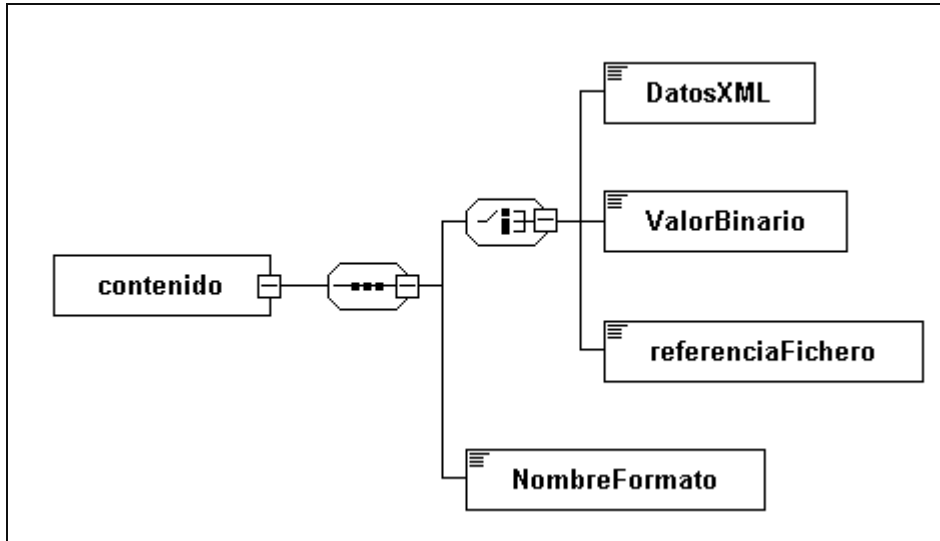 DatosXML
ValorBinario
contenido
referenciaFichero
NombreFormato